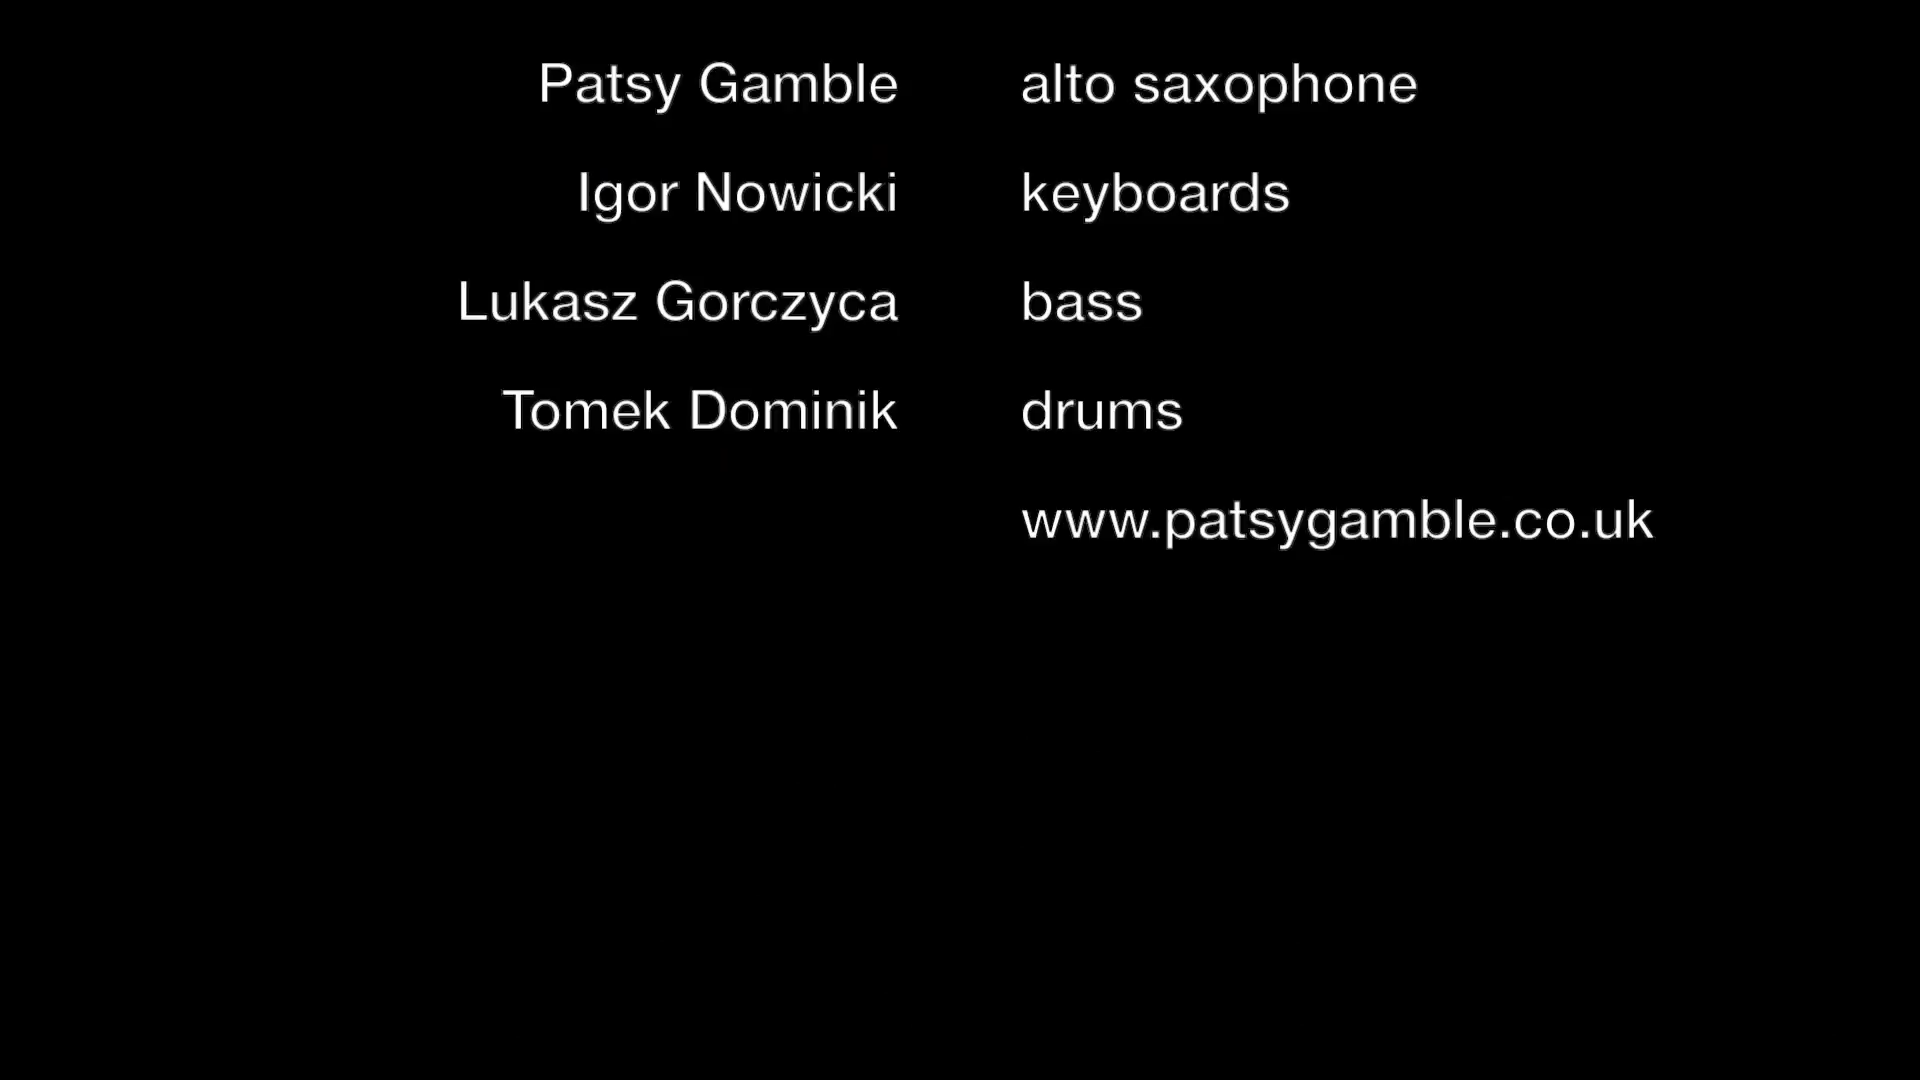 Patsy Gamble alto saxophone
Igor Nowicki keyboards
Lukasz Gorczyca bass
Tomek Dominik drums
www.patsygamble.co.uk